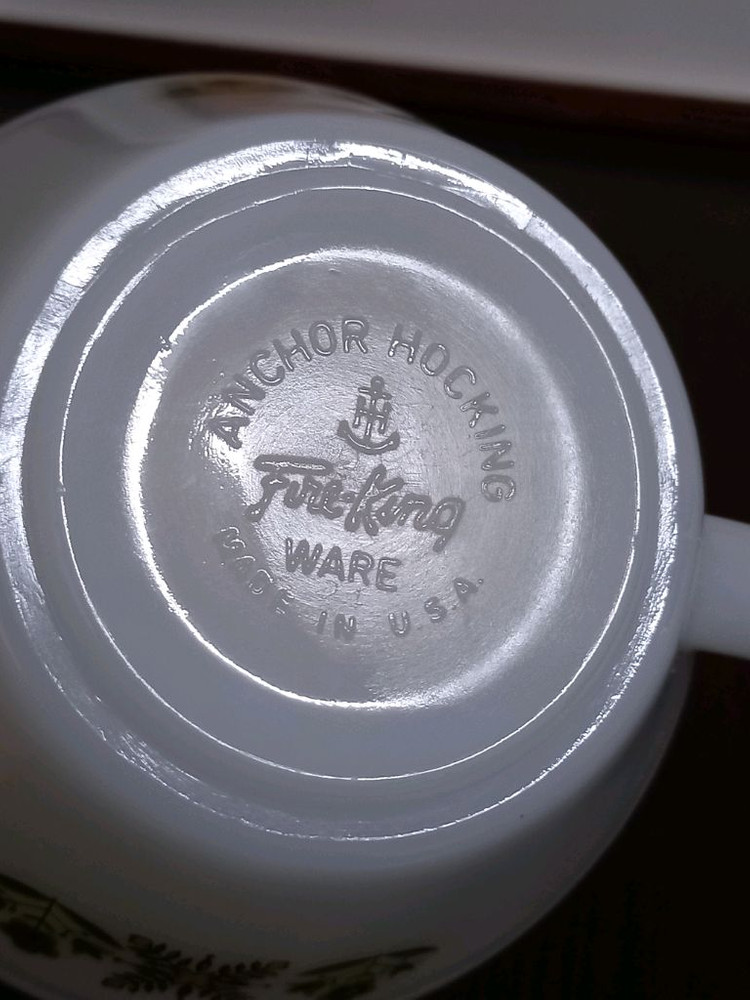 ANCHOR HOCKING
Fire-King
WARE
MADE IN U.S.A.